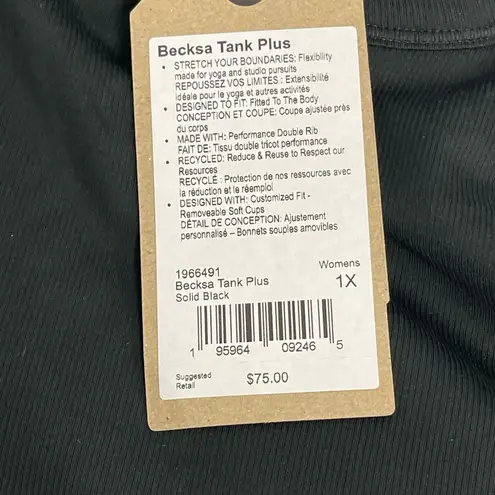 Becksa Tank Plus
• STRETCH YOUR BOUNDARIES: Flexibility
made for yoga and studio pursuits
REPOUSSEZ VOS LIMITES : Extensibilité
idéale pour le yoga et autres activités
• DESIGNED TO FIT: Fitted To The Body
CONCEPTION ET COUPE: Coupe ajustée près
du corps
• MADE WITH: Performance Double Rib
FAIT DE: Tissu double tricot performance
• RECYCLED: Reduce & Reuse to Respect our
Resources
RECYCLÉ : Protection de nos ressources avec
la réduction et le réemploi
• DESIGNED WITH: Customized Fit -
Removeable Soft Cups
DÉTAIL DE CONCEPTION: Ajustement
personnalisé – Bonnets souples amovibles
1966491 Womens
Becksa Tank Plus 1X
Solid Black
1 95964 09246 5
Suggested
Retail $75.00